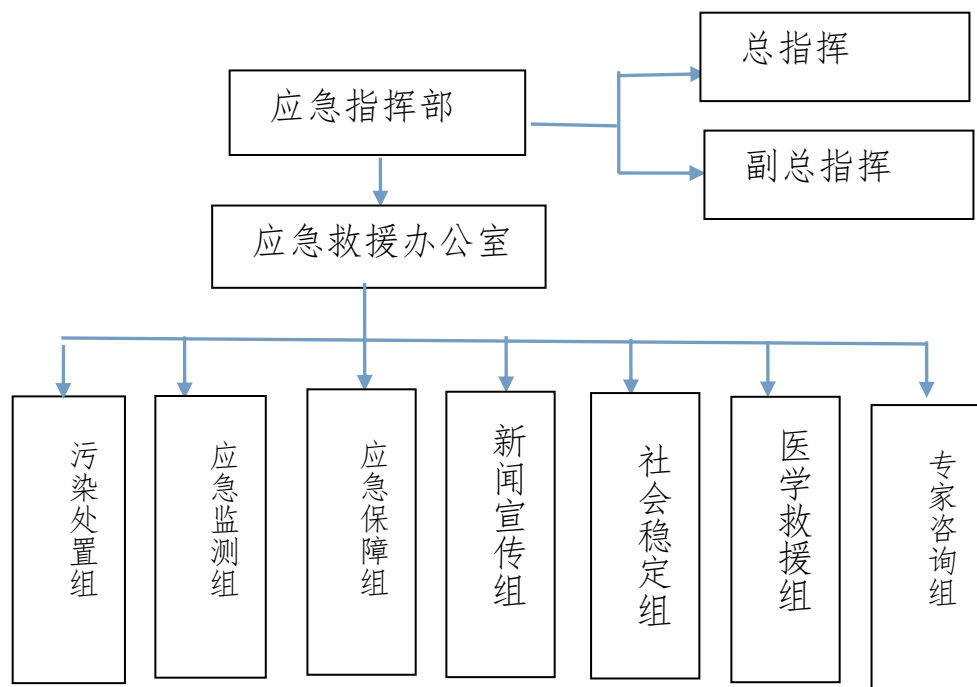 总指挥
应急指挥部
副总指挥
应急救援办公室
污染处置组
应急监测组
应急保障组
新闻宣传组
社会稳定组
医学救援组
专家咨询组